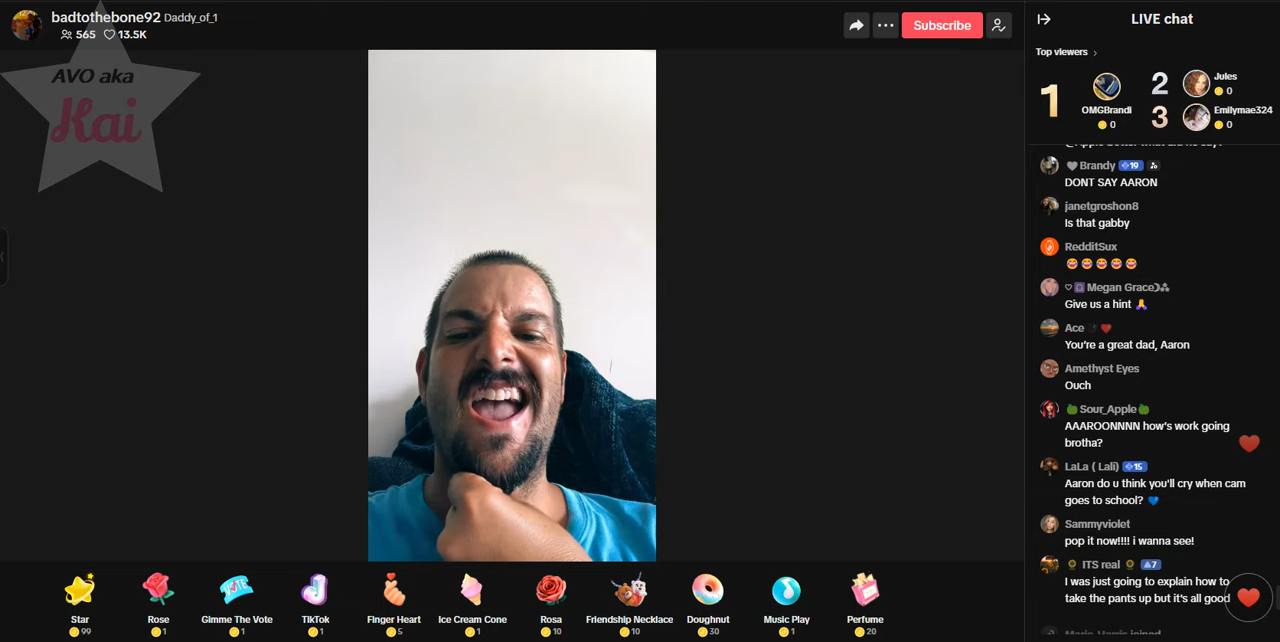 badtothebone92 Daddy_of_1
565 13.5K
AVO aka
Kai
Subscribe
LIVE chat
Top viewers
1
OMGBrandI
0
2
Jules
0
3
Emilymae324
0
Brandy 19
DONT SAY AARON
janetgroshon8
Is that gabby
RedditSux
Megan Grace
Give us a hint
Ace
You're a great dad, Aaron
Amethyst Eyes
Ouch
Sour_Apple
AAAROONNNN how's work going
brotha?
LaLa ( Lali) 15
Aaron do u think you'll cry when cam
goes to school?
Sammyviolet
pop it now!!!! i wanna see!
ITS real 7
I was just going to explain how to
take the pants up but it's all good
joined
Star
99
Rose
1
Gimme The Vote
1
TikTok
1
Finger Heart
5
Ice Cream Cone
1
Rosa
10
Friendship Necklace
10
Doughnut
30
Music Play
1
Perfume
20